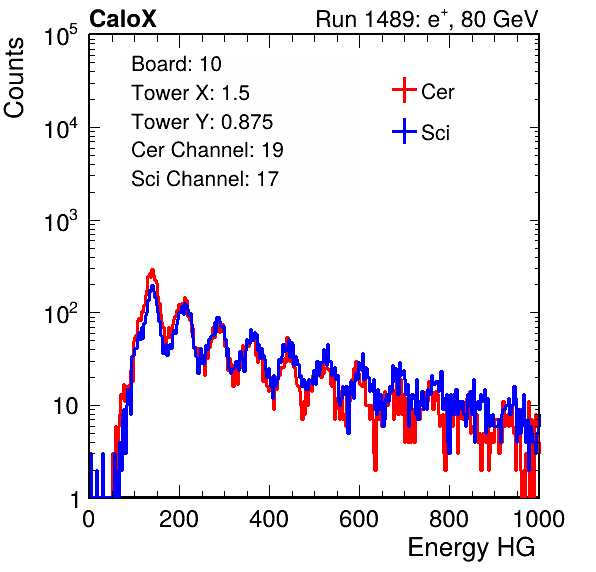 CaloX Run 1489: e⁺, 80 GeV
Counts
10⁵
10⁴
10³
10²
10
1
Board: 10
Tower X: 1.5
Tower Y: 0.875
Cer Channel: 19
Sci Channel: 17
Cer
Sci
0 200 400 600 800 1000
Energy HG